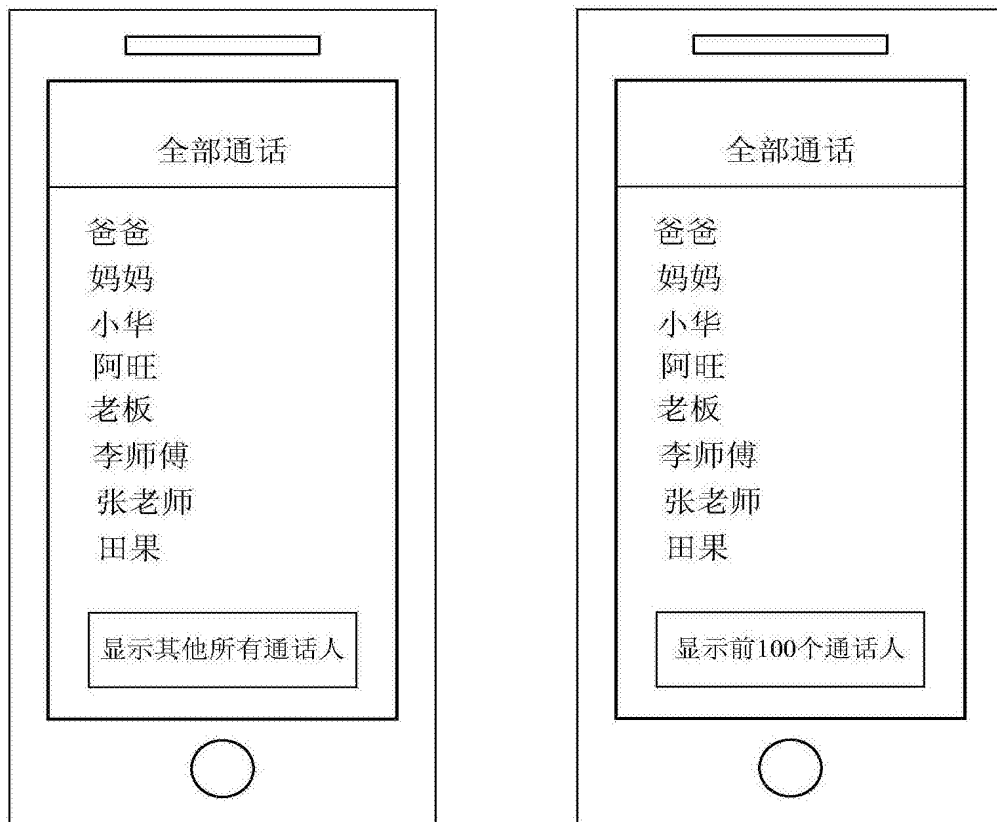 全部通话
爸爸
妈妈
小华
阿旺
老板
李师傅
张老师
田果
显示其他所有通话人
全部通话
爸爸
妈妈
小华
阿旺
老板
李师傅
张老师
田果
显示前100个通话人